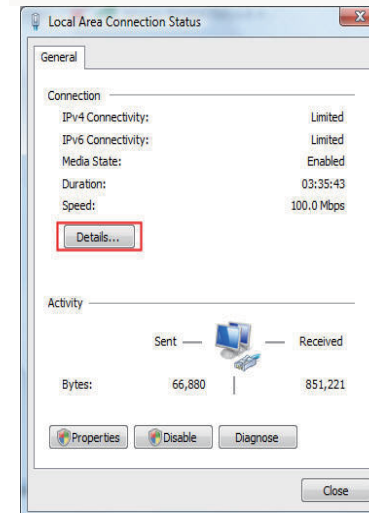 Local Area Connection Status
General
Connection
IPv4 Connectivity: Limited
IPv6 Connectivity: Limited
Media State: Enabled
Duration: 03:35:43
Speed: 100.0 Mbps
Details...
Activity
Sent Received
Bytes: 66,880 851,221
Properties Disable Diagnose
Close